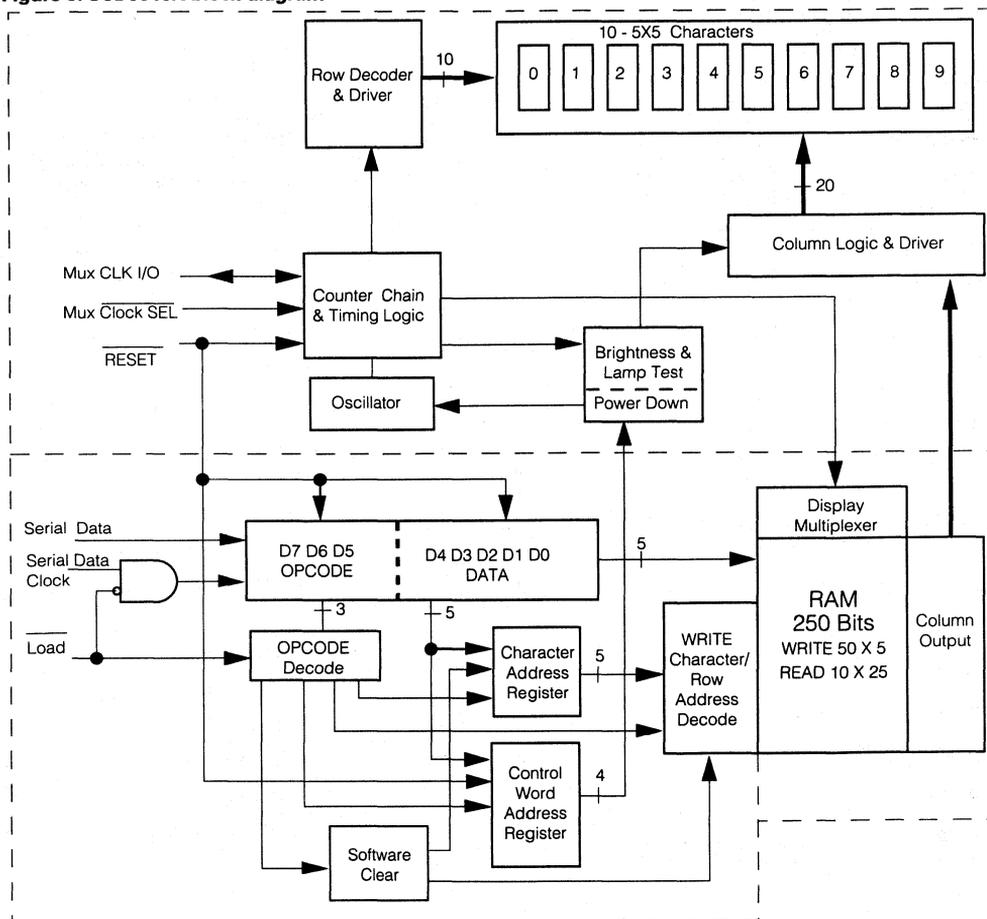 10 - 5X5 Characters
0 1 2 3 4 5 6 7 8 9
Row Decoder
& Driver
10
20
Column Logic & Driver
Mux CLK I/O
Mux Clock SEL
RESET
Counter Chain
& Timing Logic
Oscillator
Brightness &
Lamp Test
Power Down
Serial Data
Serial Data
Clock
Load
D7 D6 D5
OPCODE
D4 D3 D2 D1 D0
DATA
5
3
5
OPCODE
Decode
Character
Address
Register
5
Control
Word
Address
Register
4
Software
Clear
WRITE
Character/
Row
Address
Decode
Display
Multiplexer
RAM
250 Bits
WRITE 50 X 5
READ 10 X 25
Column
Output